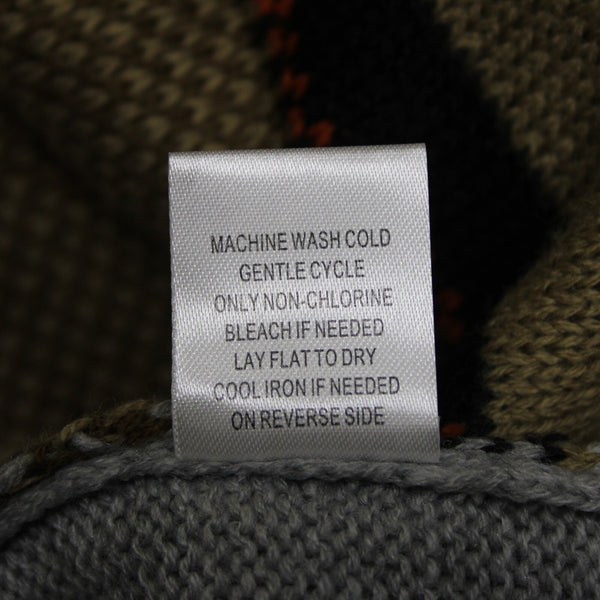 MACHINE WASH COLD
GENTLE CYCLE
ONLY NON-CHLORINE
BLEACH IF NEEDED
LAY FLAT TO DRY
COOL IRON IF NEEDED
ON REVERSE SIDE